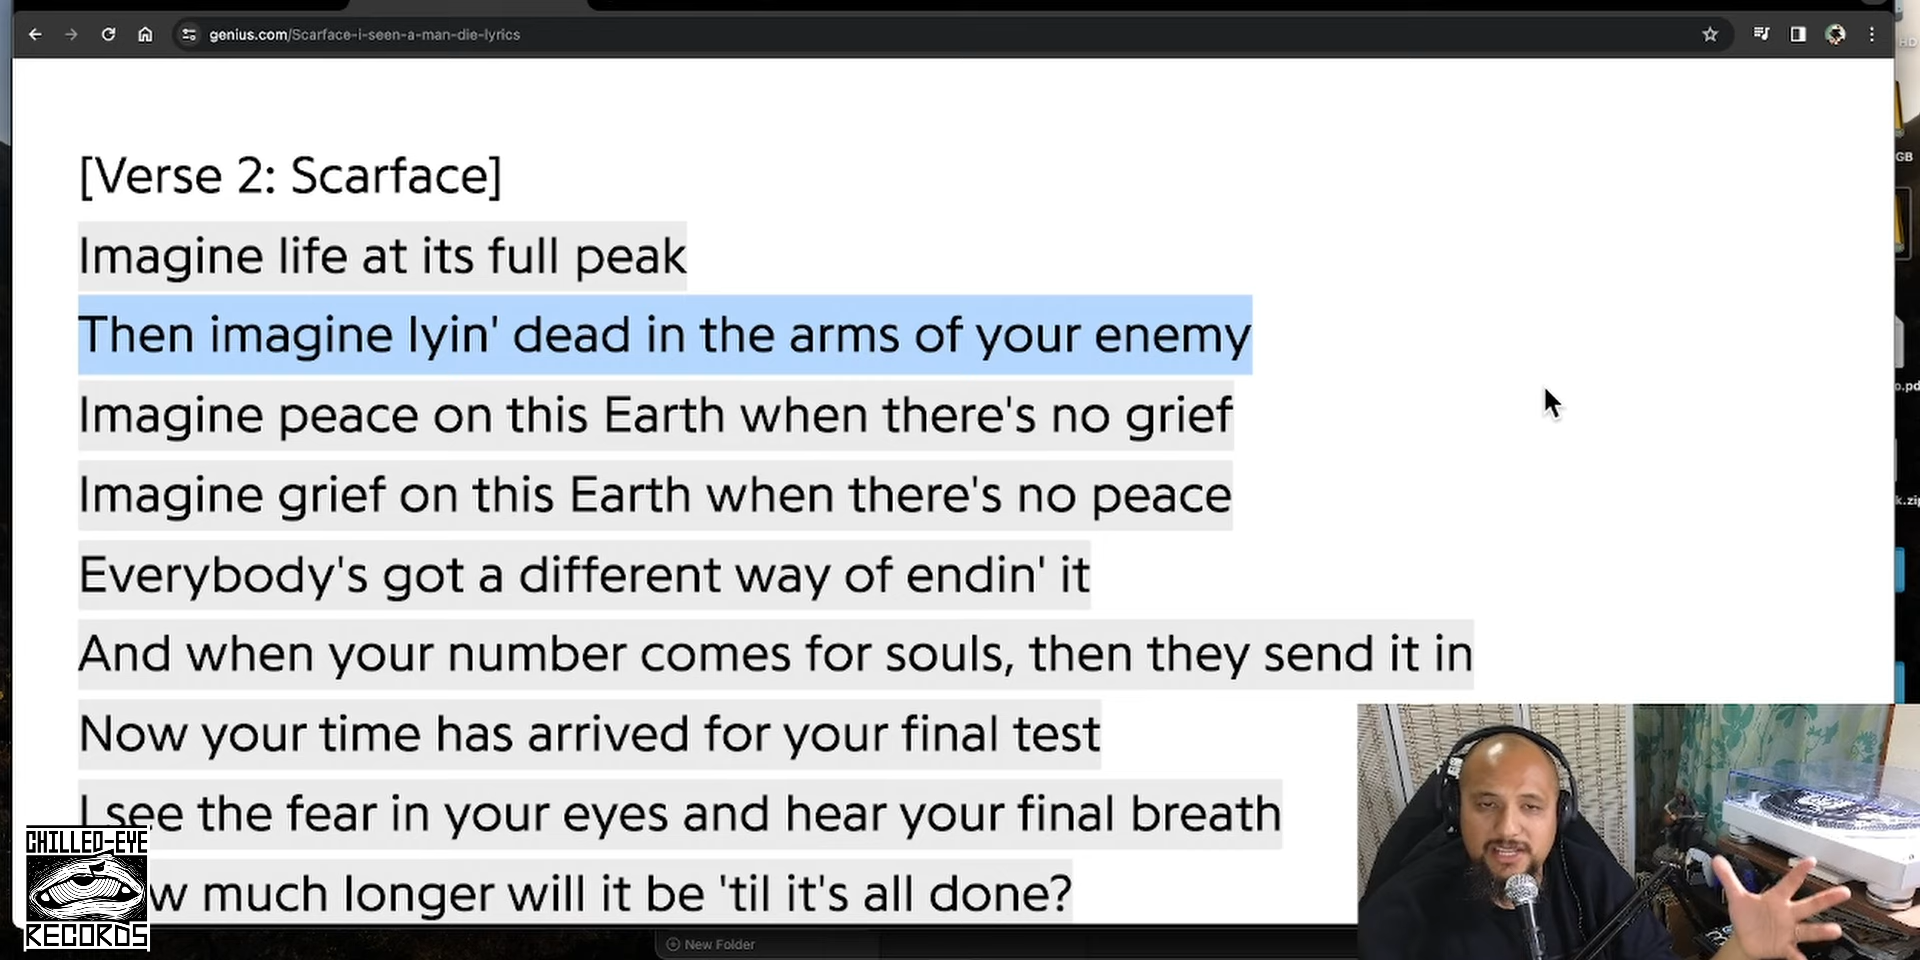 genius.com/Scarface-i-seen-a-man-die-lyrics
HD
GB
[Verse 2: Scarface]
Imagine life at its full peak
Then imagine lyin' dead in the arms of your enemy
o.pd
Imagine peace on this Earth when there's no grief
Imagine grief on this Earth when there's no peace
k.zip
Everybody's got a different way of endin' it
And when your number comes for souls, then they send it in
Now your time has arrived for your final test
I see the fear in your eyes and hear your final breath
w much longer will it be 'til it's all done?
CHILLED-EYE
RECORDS
New Folder